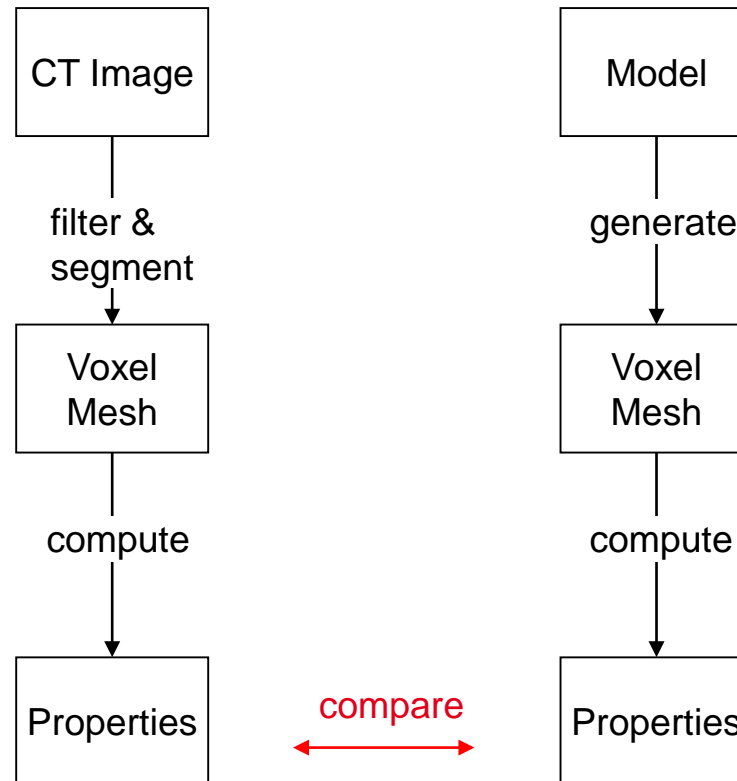 CT Image
filter &
segment
Voxel
Mesh
compute
Properties
compare
Model
generate
Voxel
Mesh
compute
Properties